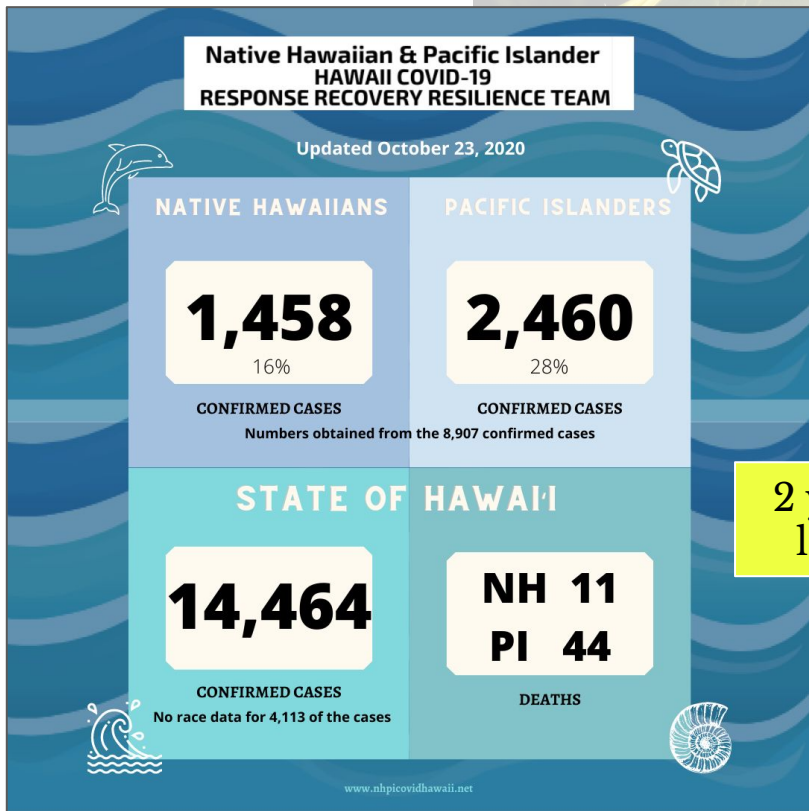 Native Hawaiian & Pacific Islander
HAWAII COVID-19
RESPONSE RECOVERY RESILIENCE TEAM
Updated October 23, 2020
NATIVE HAWAIIANS
PACIFIC ISLANDERS
1,458
16%
2,460
28%
CONFIRMED CASES
CONFIRMED CASES
Numbers obtained from the 8,907 confirmed cases
STATE OF HAWAIʻI
14,464
NH 11
PI 44
CONFIRMED CASES
No race data for 4,113 of the cases
DEATHS
2
www.nhpicovidhawaii.net